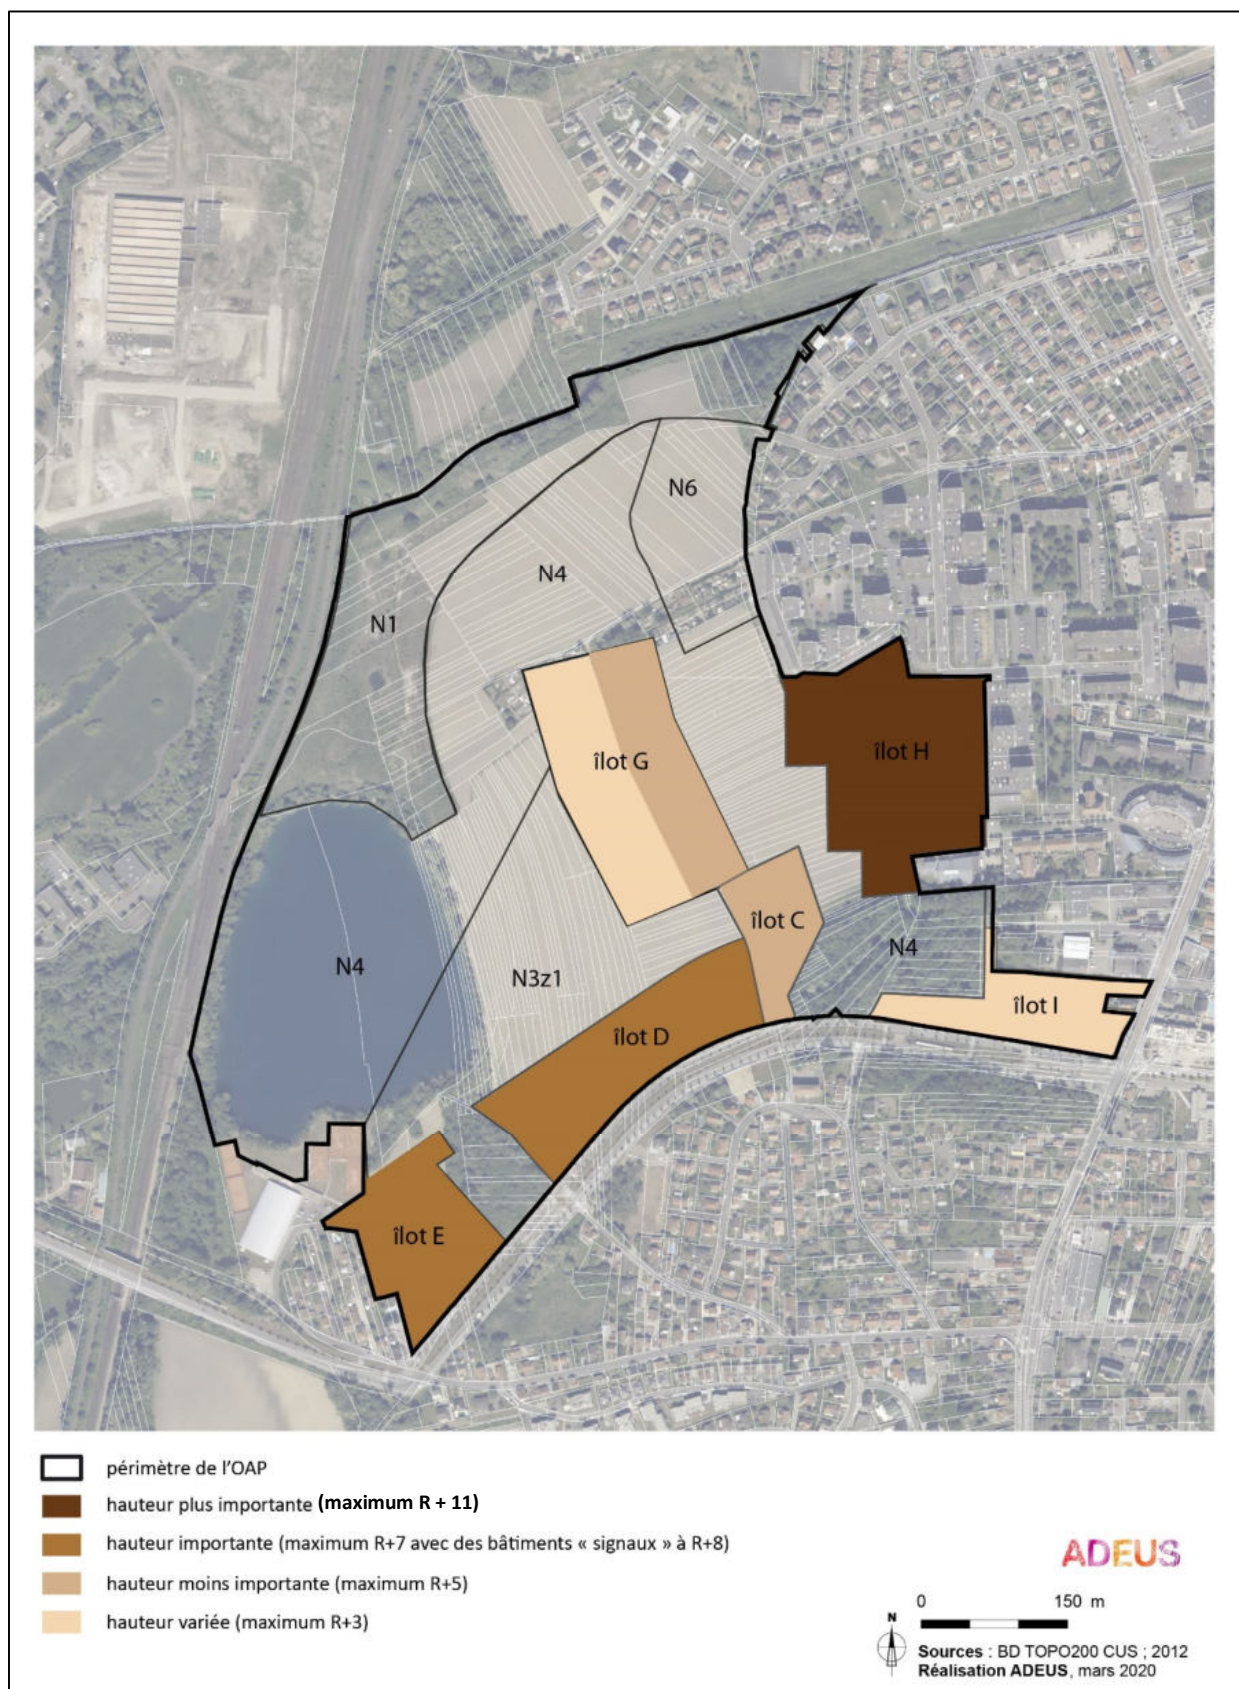 N6
N4
N1
îlot G
îlot H
îlot C
N4
N4
N3z1
îlot I
îlot D
îlot E
périmètre de l'OAP
hauteur plus importante (maximum R + 11)
hauteur importante (maximum R+7 avec des bâtiments « signaux » à R+8)
hauteur moins importante (maximum R+5)
hauteur variée (maximum R+3)
ADEUS
0 150 m
N
Sources : BD TOPO200 CUS ; 2012
Réalisation ADEUS, mars 2020